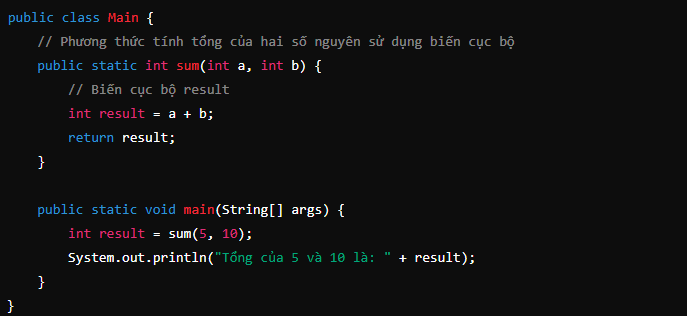 public class Main {
// Phương thức tính tổng của hai số nguyên sử dụng biến cục bộ
public static int sum(int a, int b) {
// Biến cục bộ result
int result = a + b;
return result;
}
public static void main(String[] args) {
int result = sum(5, 10);
System.out.println("Tổng của 5 và 10 là: " + result);
}
}